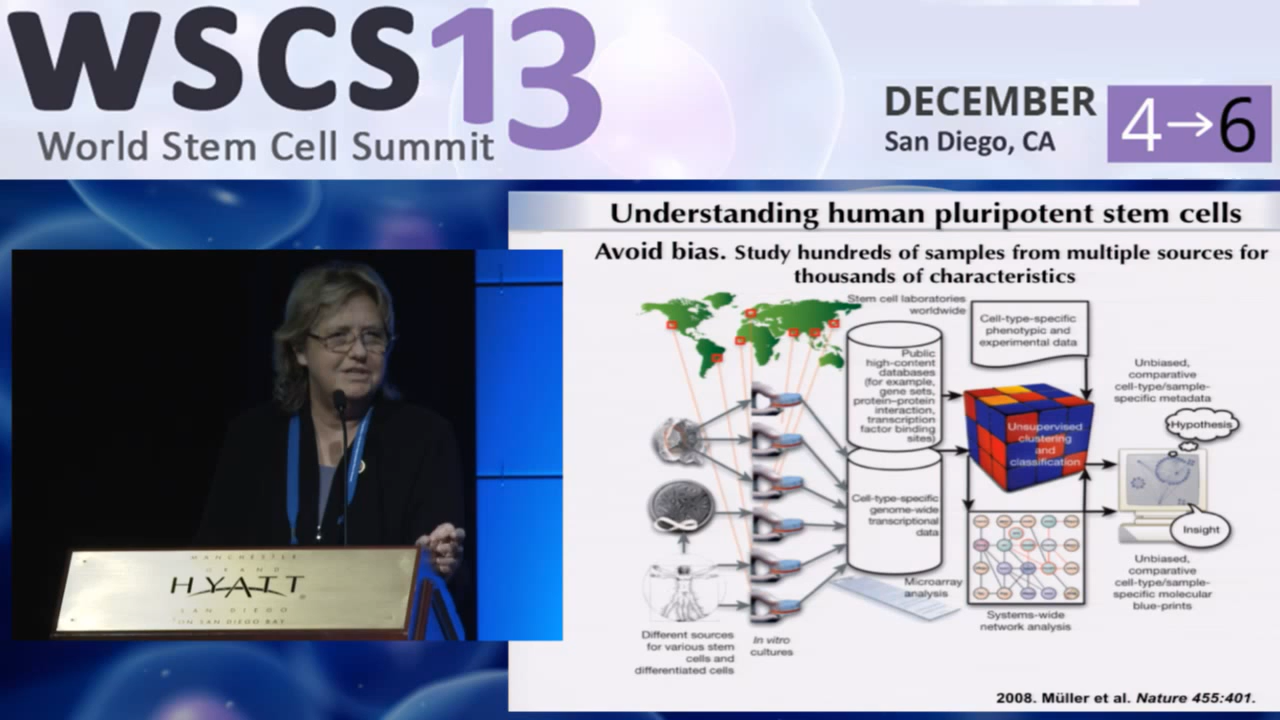 WSCS13
World Stem Cell Summit
DECEMBER
San Diego, CA
4→6
Understanding human pluripotent stem cells
Avoid bias. Study hundreds of samples from multiple sources for
thousands of characteristics
Stem cell laboratories
worldwide
Public
high-content
databases
(for example,
gene sets,
protein–protein
interaction,
transcription
factor binding
sites)
Cell-type-specific
phenotypic and
experimental data
Unbiased,
comparative
cell-type/sample-
specific metadata
Unsupervised
clustering
and
classification
Hypothesis
Cell-type-specific
genome-wide
transcriptional
data
Insight
Microarray
analysis
Systems-wide
network analysis
Unbiased,
comparative
cell-type/sample-
specific molecular
blue-prints
Different sources
for various stem
cells and
differentiated cells
In vitro
cultures
2008. Müller et al. Nature 455:401.
MANCHESTER
GRAND
HYATT
SAN DIEGO
ON SAN DIEGO BAY